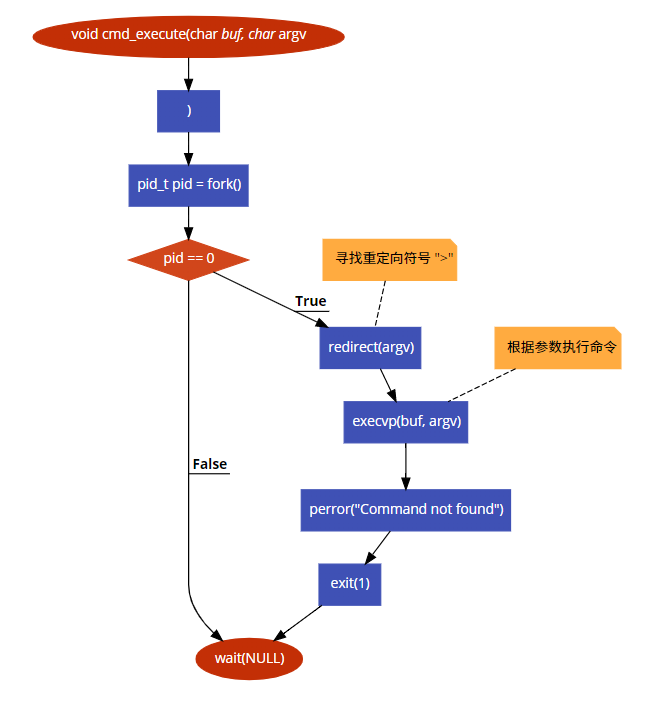 void cmd_execute(char buf, char argv
)
pid_t pid = fork()
pid == 0
寻找重定向符号 ">"
True
redirect(argv)
根据参数执行命令
execvp(buf, argv)
False
perror("Command not found")
exit(1)
wait(NULL)